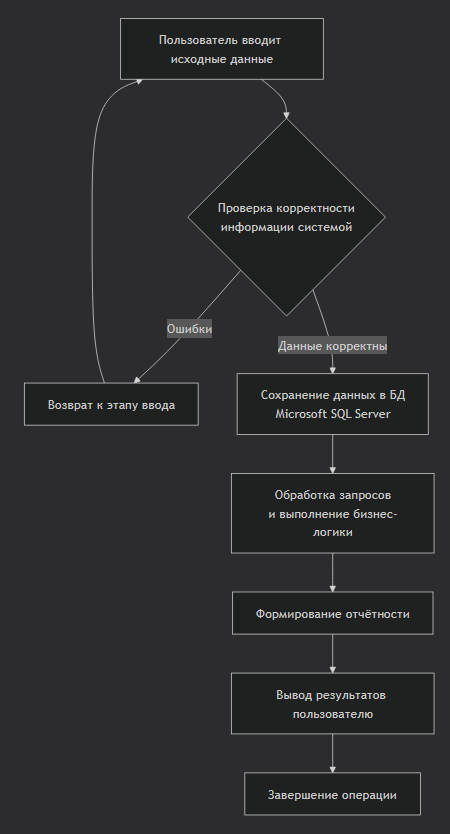 Пользователь вводит
исходные данные
Проверка корректности
информации системой
Ошибки
Данные корректны
Возврат к этапу ввода
Сохранение данных в БД
Microsoft SQL Server
Обработка запросов
и выполнение бизнес-
логики
Формирование отчётности
Вывод результатов
пользователю
Завершение операции